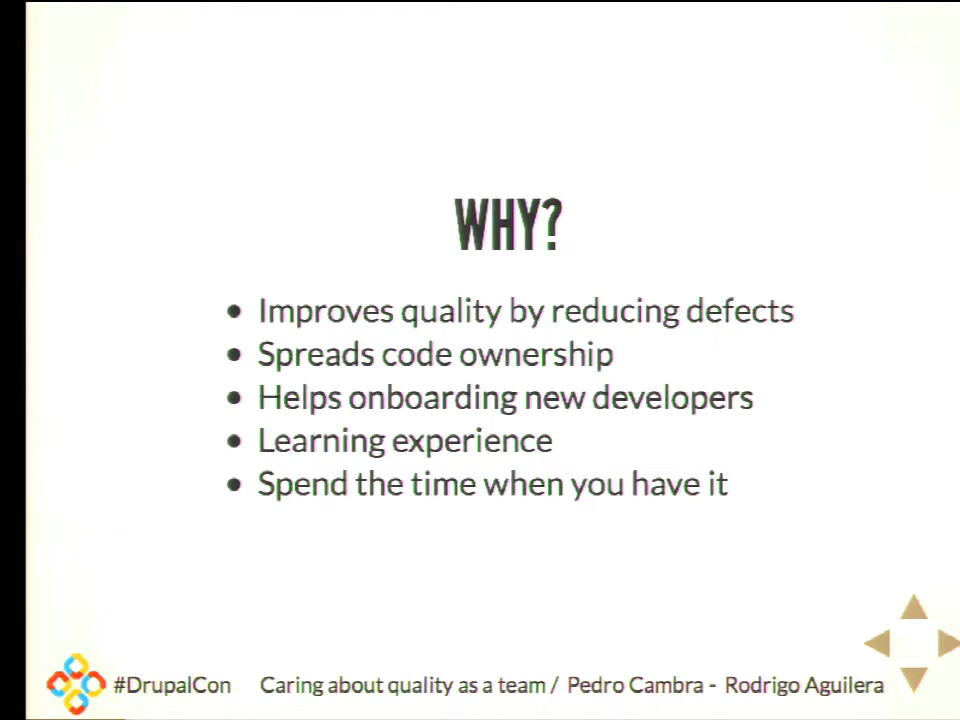 WHY?
Improves quality by reducing defects
Spreads code ownership
Helps onboarding new developers
Learning experience
Spend the time when you have it
#DrupalCon Caring about quality as a team / Pedro Cambra - Rodrigo Aguilera